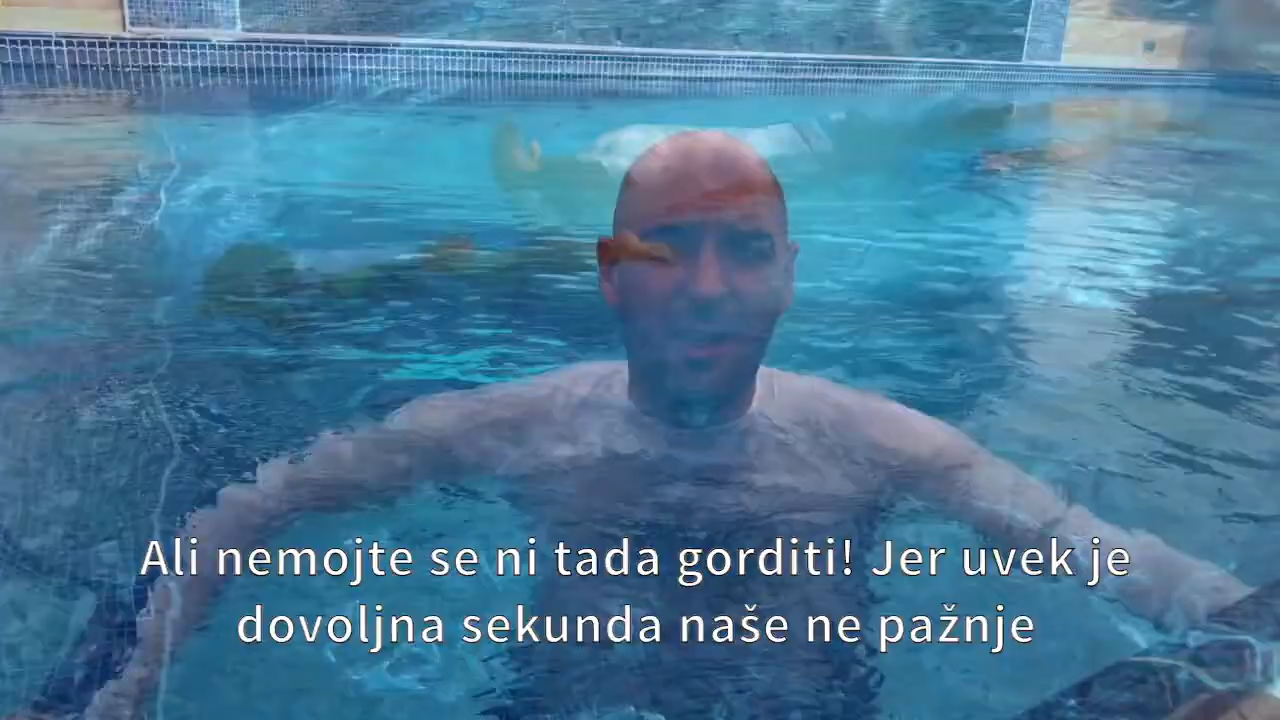 Ali nemojte se ni tada gorditi! Jer uvek je
dovoljna sekunda naše ne pažnje